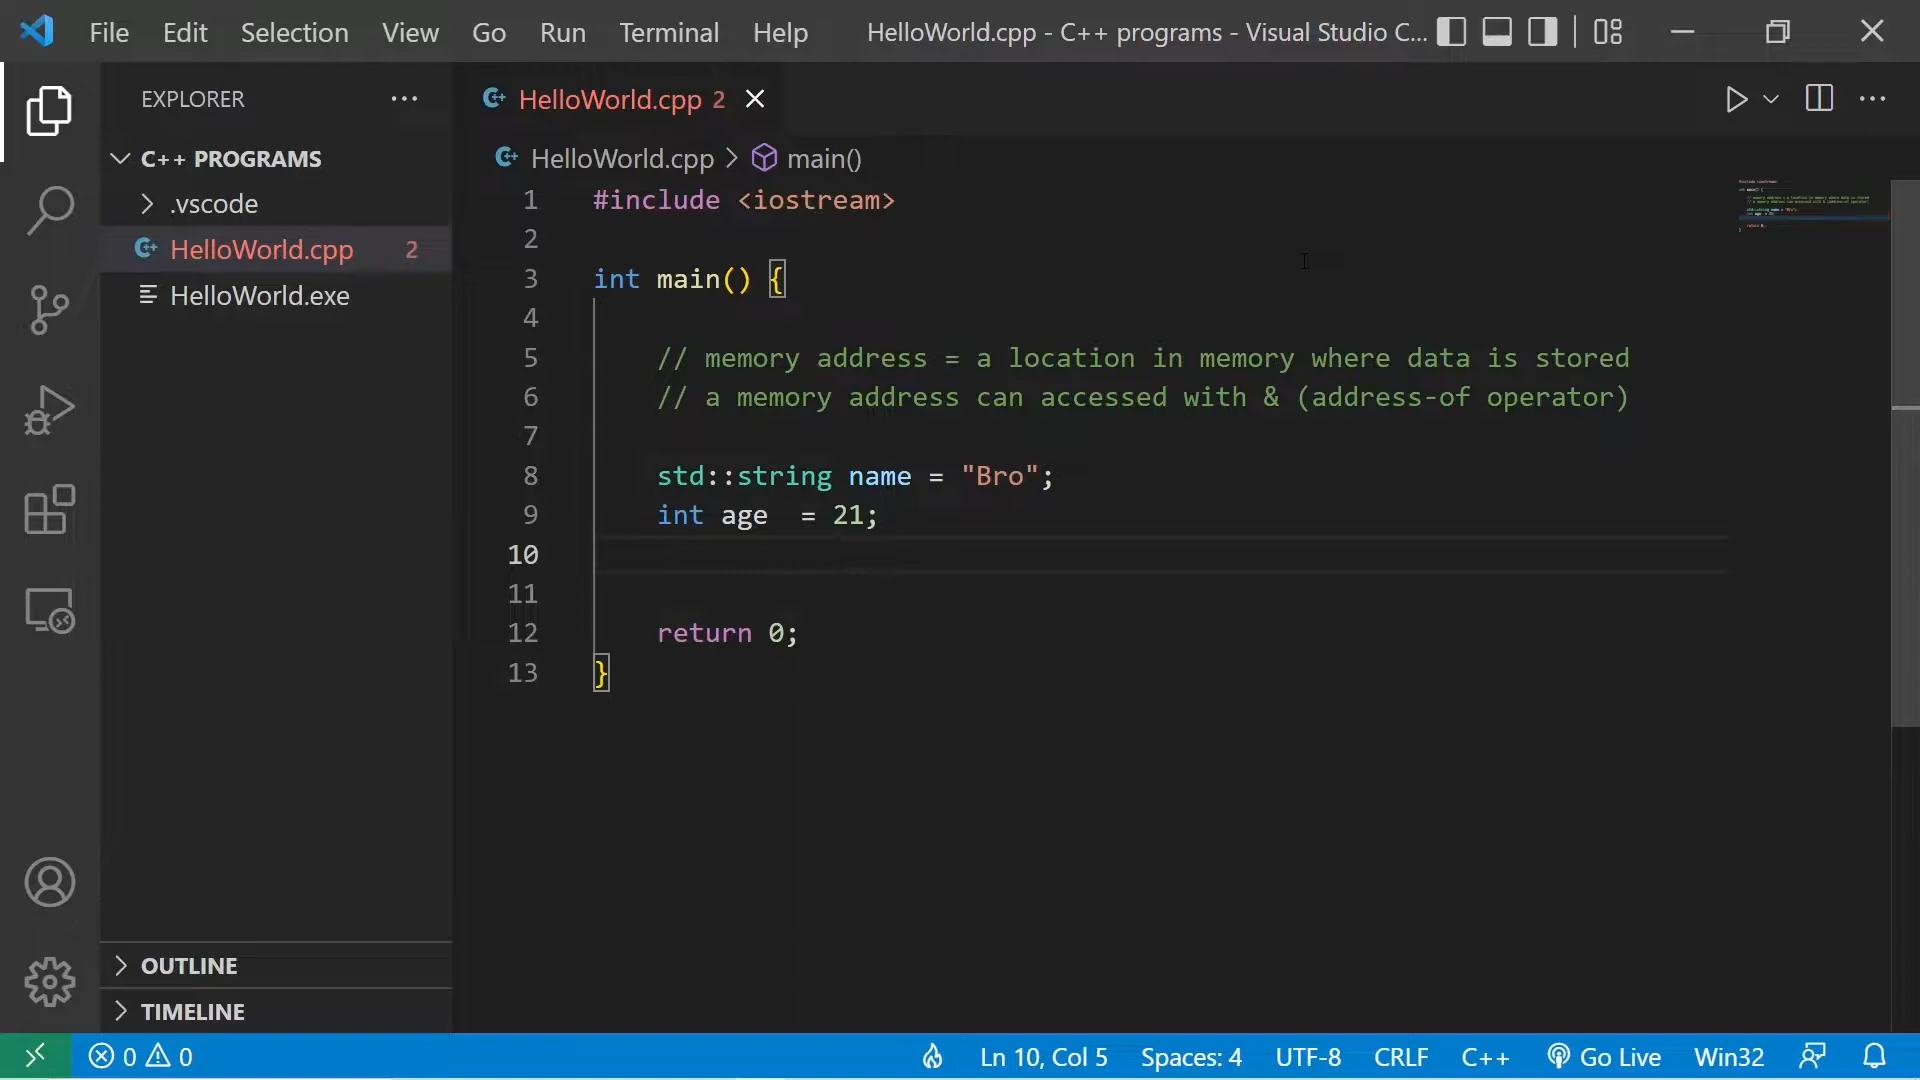 File Edit Selection View Go Run Terminal Help HelloWorld.cpp - C++ programs - Visual Studio C...
EXPLORER
HelloWorld.cpp 2
C++ PROGRAMS
.vscode
HelloWorld.cpp 2
HelloWorld.exe
HelloWorld.cpp > main()
1 #include <iostream>
2
3 int main() {
4
5 // memory address = a location in memory where data is stored
6 // a memory address can accessed with & (address-of operator)
7
8 std::string name = "Bro";
9 int age  = 21;
10
11
12 return 0;
13 }
OUTLINE
TIMELINE
0 0 Ln 10, Col 5 Spaces: 4 UTF-8 CRLF C++ Go Live Win32